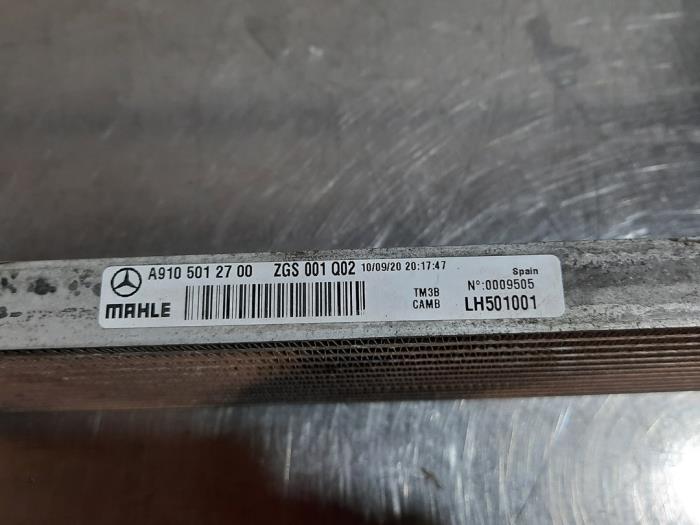 A910 501 27 00 ZGS 001 Q02 10/09/20 20:17:47
Spain
MAHLE
TM3B N°:0009505
CAMB LH501001